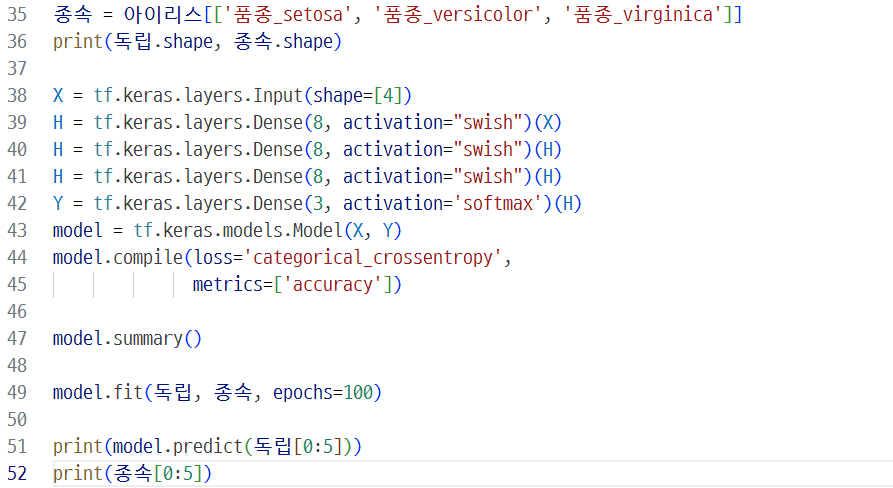 35 종속 = 아이리스[['품종_setosa', '품종_versicolor', '품종_virginica']]
36 print(독립.shape, 종속.shape)
37
38 X = tf.keras.layers.Input(shape=[4])
39 H = tf.keras.layers.Dense(8, activation="swish")(X)
40 H = tf.keras.layers.Dense(8, activation="swish")(H)
41 H = tf.keras.layers.Dense(8, activation="swish")(H)
42 Y = tf.keras.layers.Dense(3, activation='softmax')(H)
43 model = tf.keras.models.Model(X, Y)
44 model.compile(loss='categorical_crossentropy',
45               metrics=['accuracy'])
46
47 model.summary()
48
49 model.fit(독립, 종속, epochs=100)
50
51 print(model.predict(독립[0:5]))
52 print(종속[0:5])